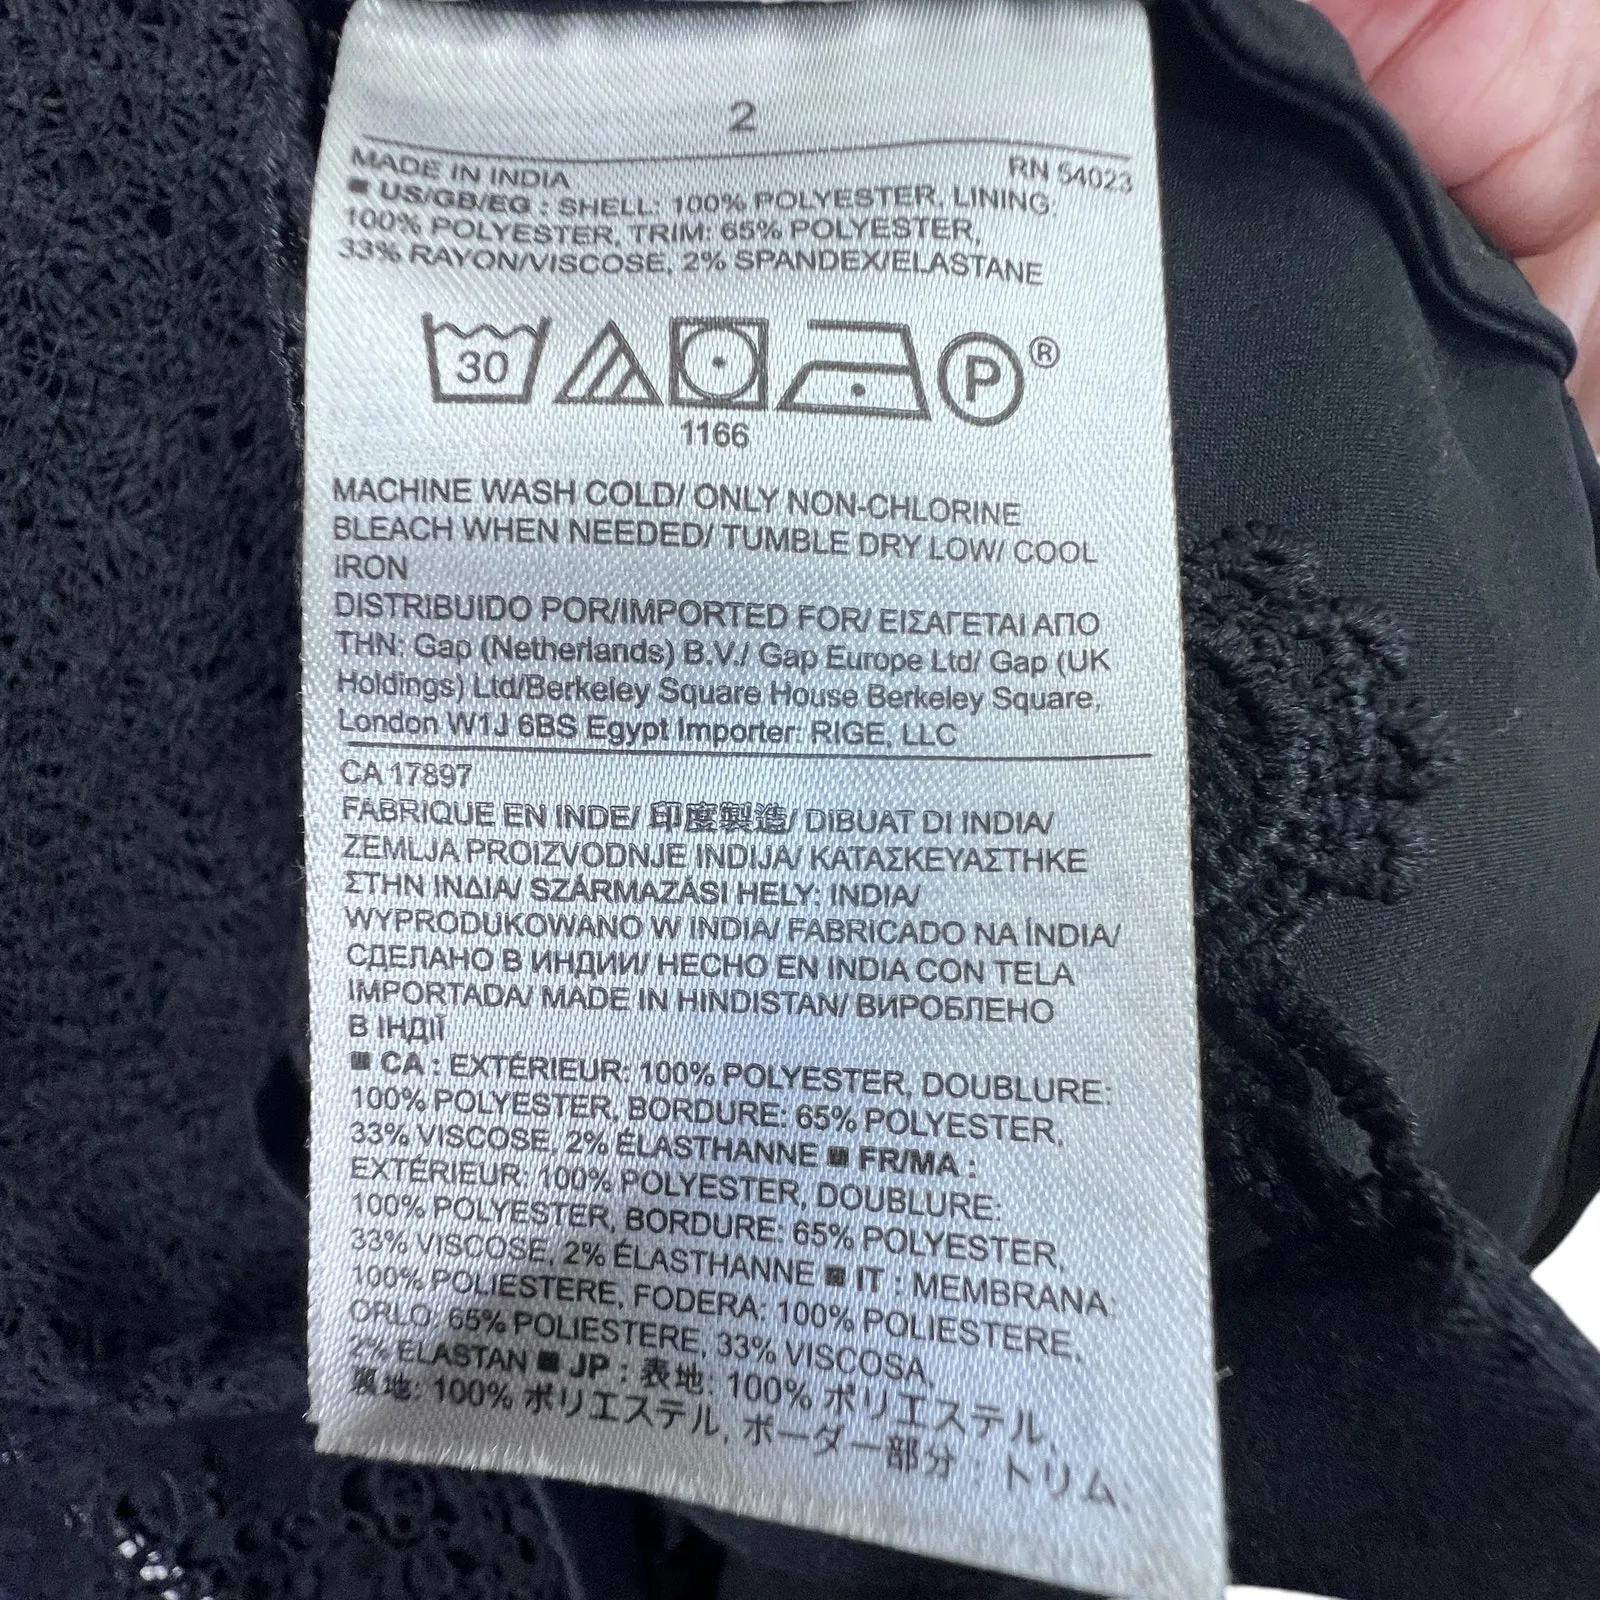 2
MADE IN INDIA RN 54023
■ US/GB/EG : SHELL: 100% POLYESTER, LINING:
100% POLYESTER, TRIM: 65% POLYESTER,
33% RAYON/VISCOSE, 2% SPANDEX/ELASTANE
30 P ®
1166
MACHINE WASH COLD/ ONLY NON-CHLORINE
BLEACH WHEN NEEDED/ TUMBLE DRY LOW/ COOL
IRON
DISTRIBUIDO POR/IMPORTED FOR/ ΕΙΣΑΓΕΤΑΙ ΑΠΟ
ΤΗΝ: Gap (Netherlands) B.V./ Gap Europe Ltd/ Gap (UK
Holdings) Ltd/Berkeley Square House Berkeley Square,
London W1J 6BS Egypt Importer: RIGE, LLC
CA 17897
FABRIQUE EN INDE/ 印度製造/ DIBUAT DI INDIA/
ZEMLJA PROIZVODNJE INDIJA/ ΚΑΤΑΣΚΕΥΑΣΤΗΚΕ
ΣΤΗΝ ΙΝΔΙΑ/ SZÁRMAZÁSI HELY: INDIA/
WYPRODUKOWANO W INDIA/ FABRICADO NA ÍNDIA/
СДЕЛАНО В ИНДИИ/ HECHO EN INDIA CON TELA
IMPORTADA/ MADE IN HINDISTAN/ ВИРОБЛЕНО
В ІНДІЇ
■ CA : EXTÉRIEUR: 100% POLYESTER, DOUBLURE:
100% POLYESTER, BORDURE: 65% POLYESTER,
33% VISCOSE, 2% ÉLASTHANNE ■ FR/MA :
EXTÉRIEUR: 100% POLYESTER, DOUBLURE:
100% POLYESTER, BORDURE: 65% POLYESTER,
33% VISCOSE, 2% ÉLASTHANNE ■ IT : MEMBRANA:
100% POLIESTERE, FODERA: 100% POLIESTERE,
ORLO: 65% POLIESTERE, 33% VISCOSA,
2% ELASTAN ■ JP : 表地: 100% ポリエステル,
裏地: 100% ポリエステル, ボーダー部分 : トリム,